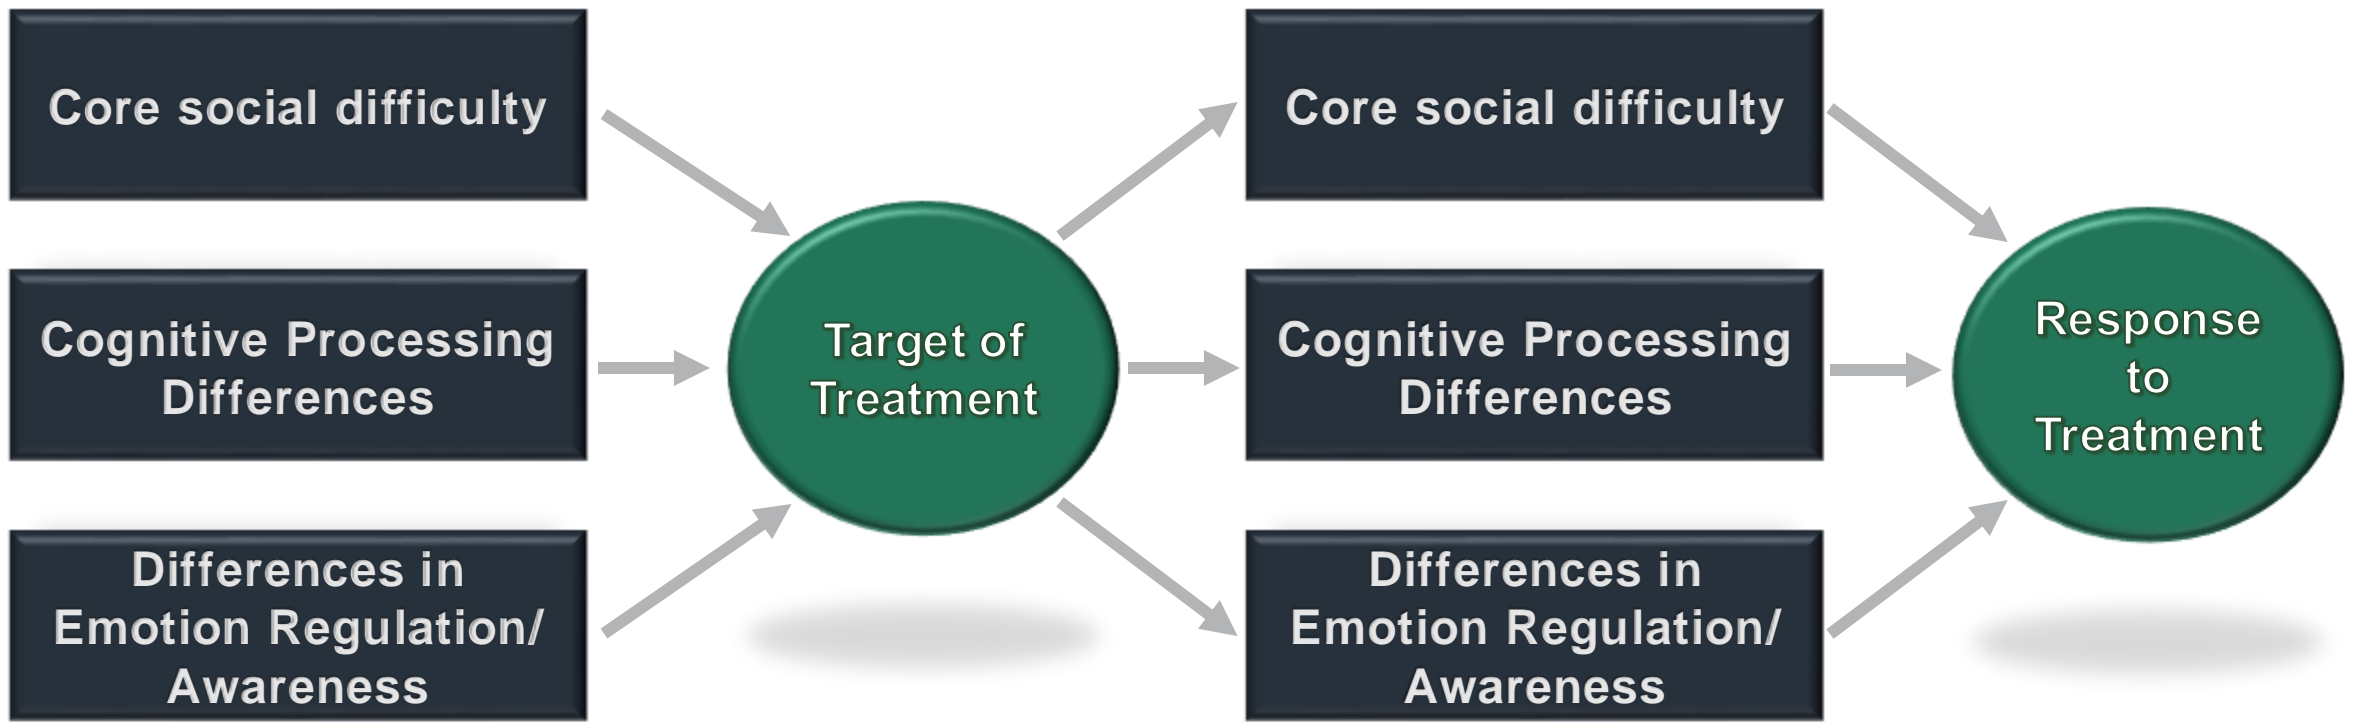 Core social difficulty
Cognitive Processing
Differences
Differences in
Emotion Regulation/
Awareness
Target of
Treatment
Core social difficulty
Cognitive Processing
Differences
Differences in
Emotion Regulation/
Awareness
Response
to
Treatment